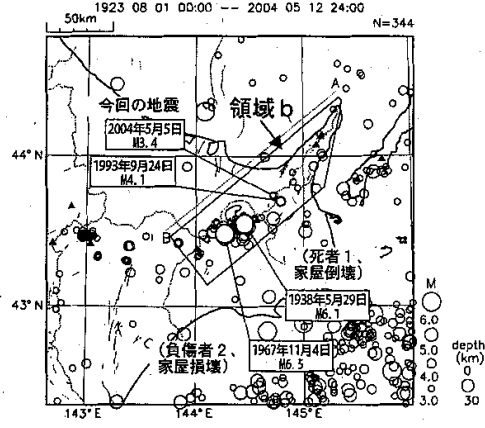 1923 08 01 00:00 -- 2004 05 12 24:00
50km
N=344
A
今回の地震
領域b
2004年5月5日
M3.4
44°N
1993年9月24日
M4.1
B
(死者1、
家屋倒壊)
43°N
1938年5月29日
M6.1
(負傷者2、
家屋損壊)
1967年11月4日
M6.5
M
6.0
5.0
4.0
3.0
depth
(km)
0
30
143°E
144°E
145°E